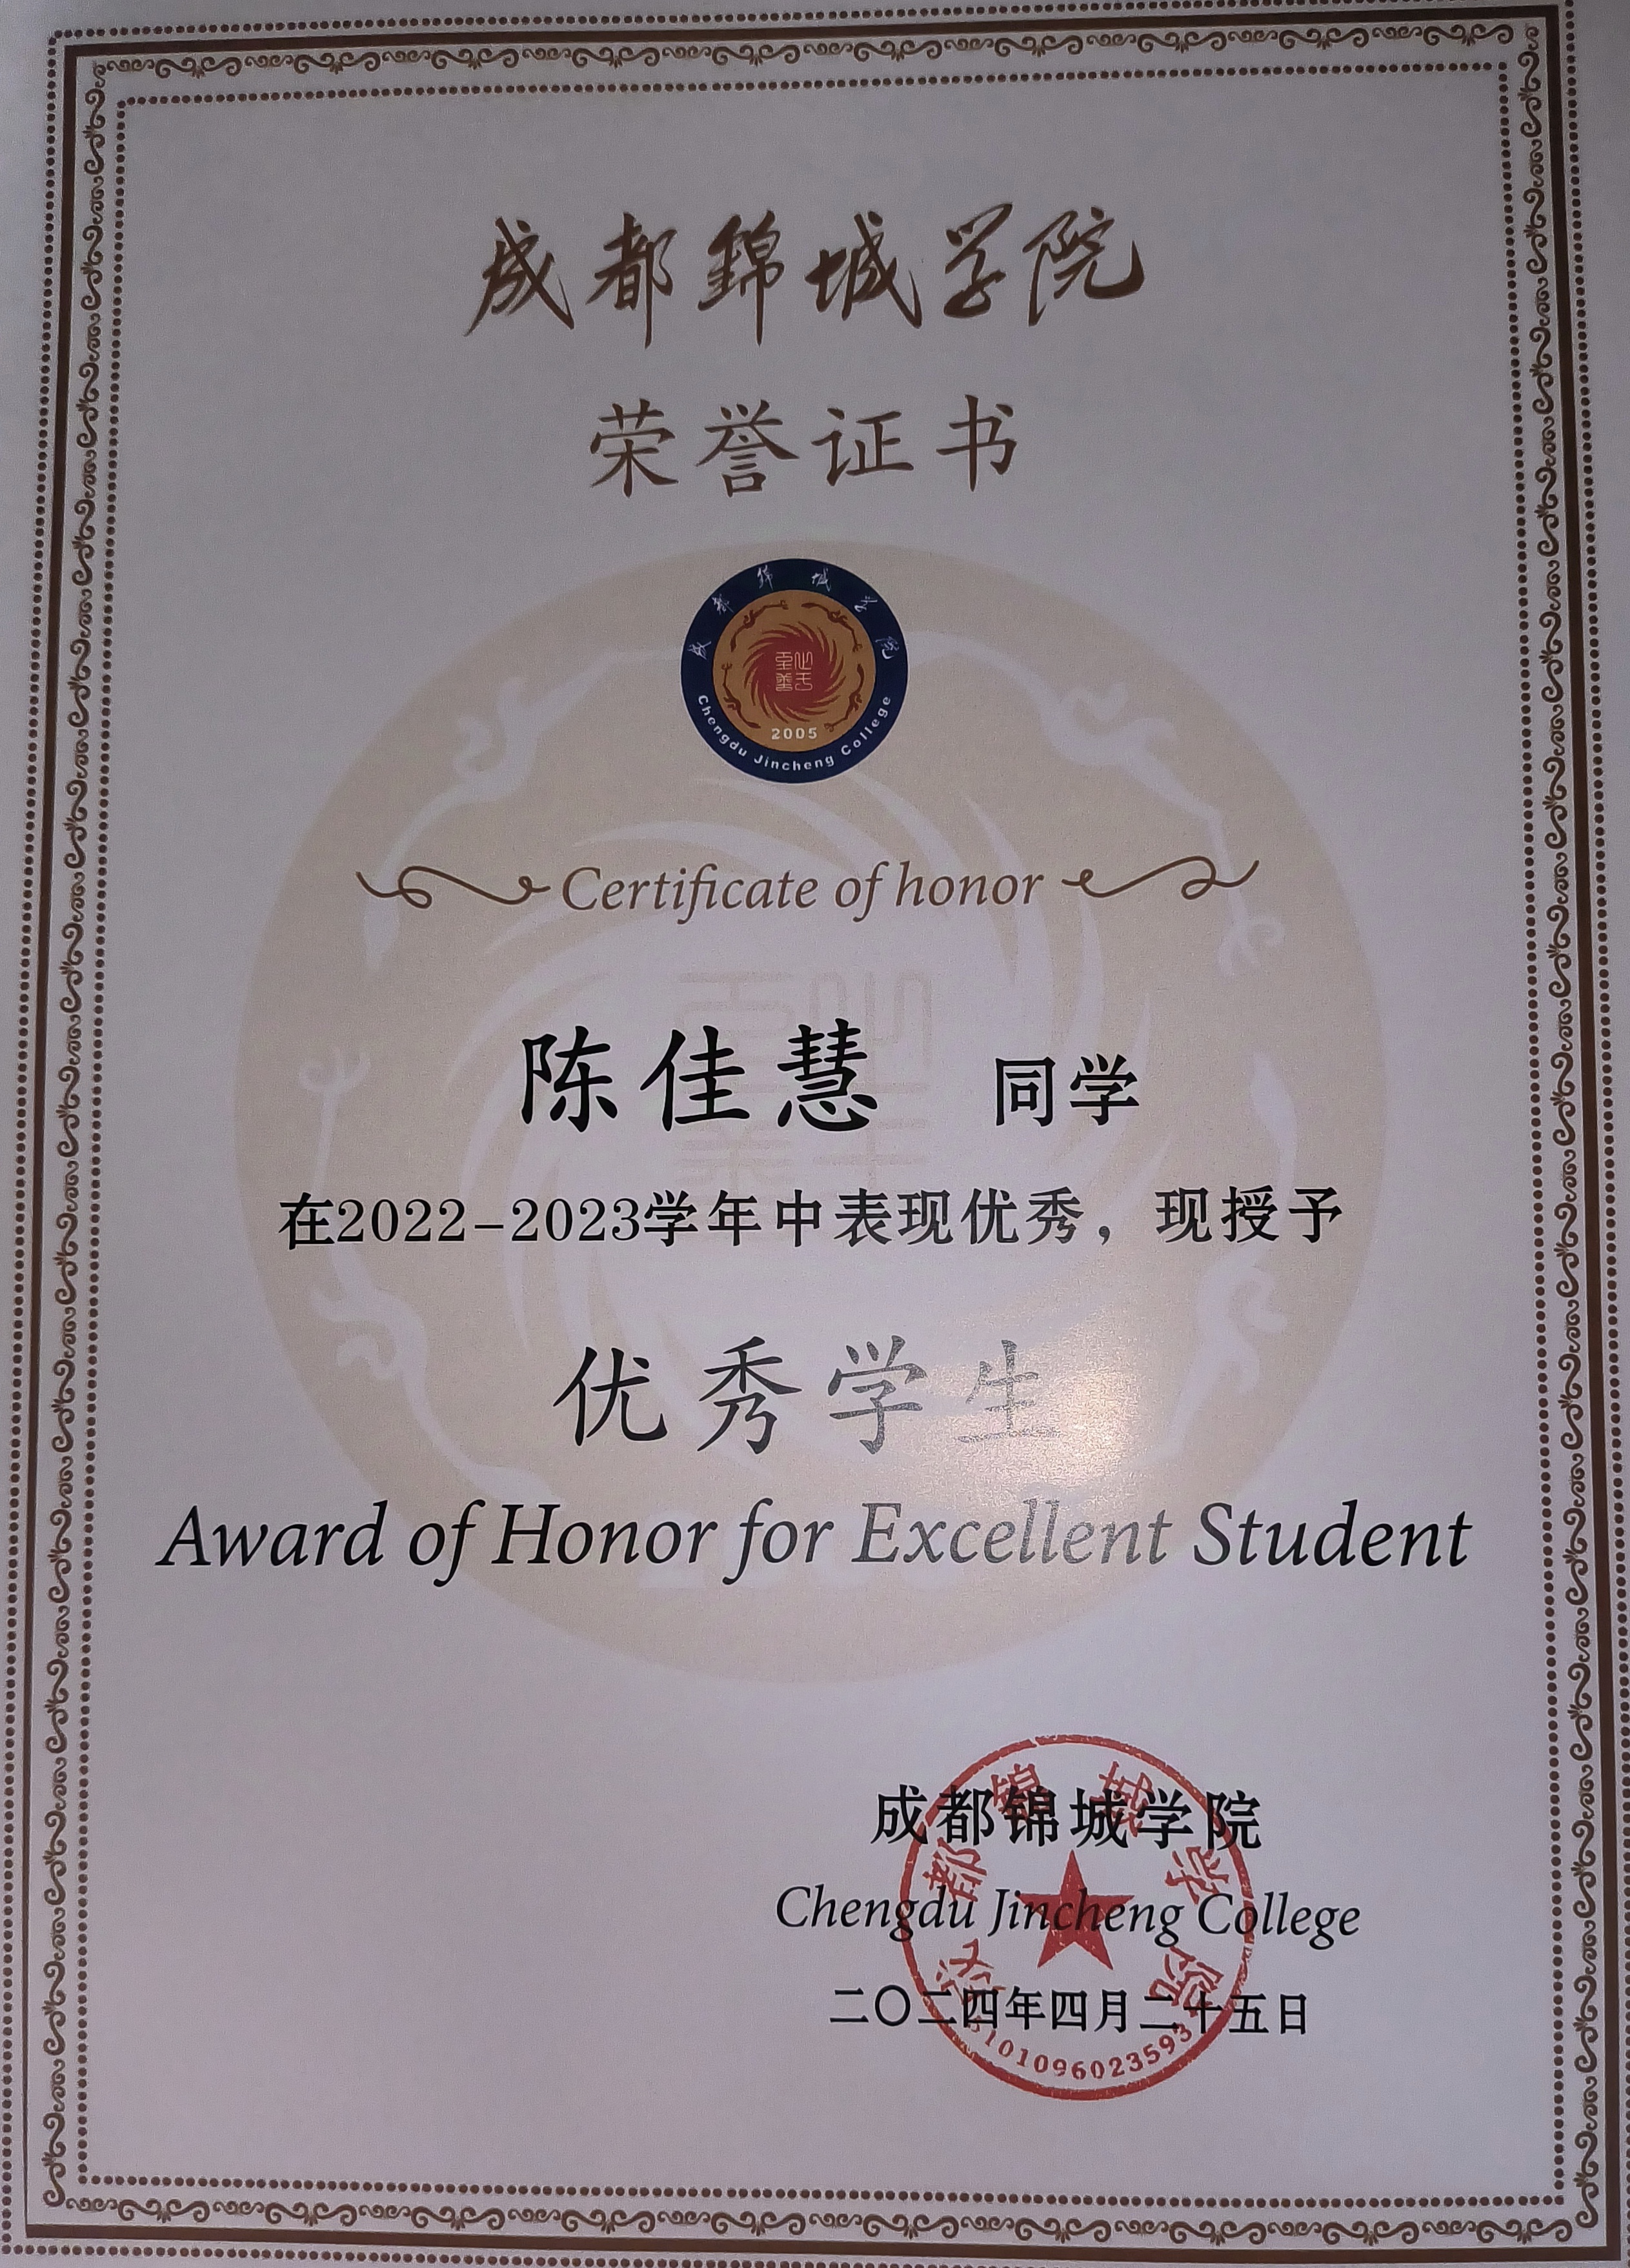 成都錦城学院
荣誉证书
成都錦城学院
至善
2005
Chengdu Jincheng College
Certificate of honor
陈佳慧 同学
在2022-2023学年中表现优秀，现授予
优秀学生
Award of Honor for Excellent Student
成都锦城学院
成都锦城学院
Chengdu Jincheng College
二〇二四年四月二十五日
5101096023593